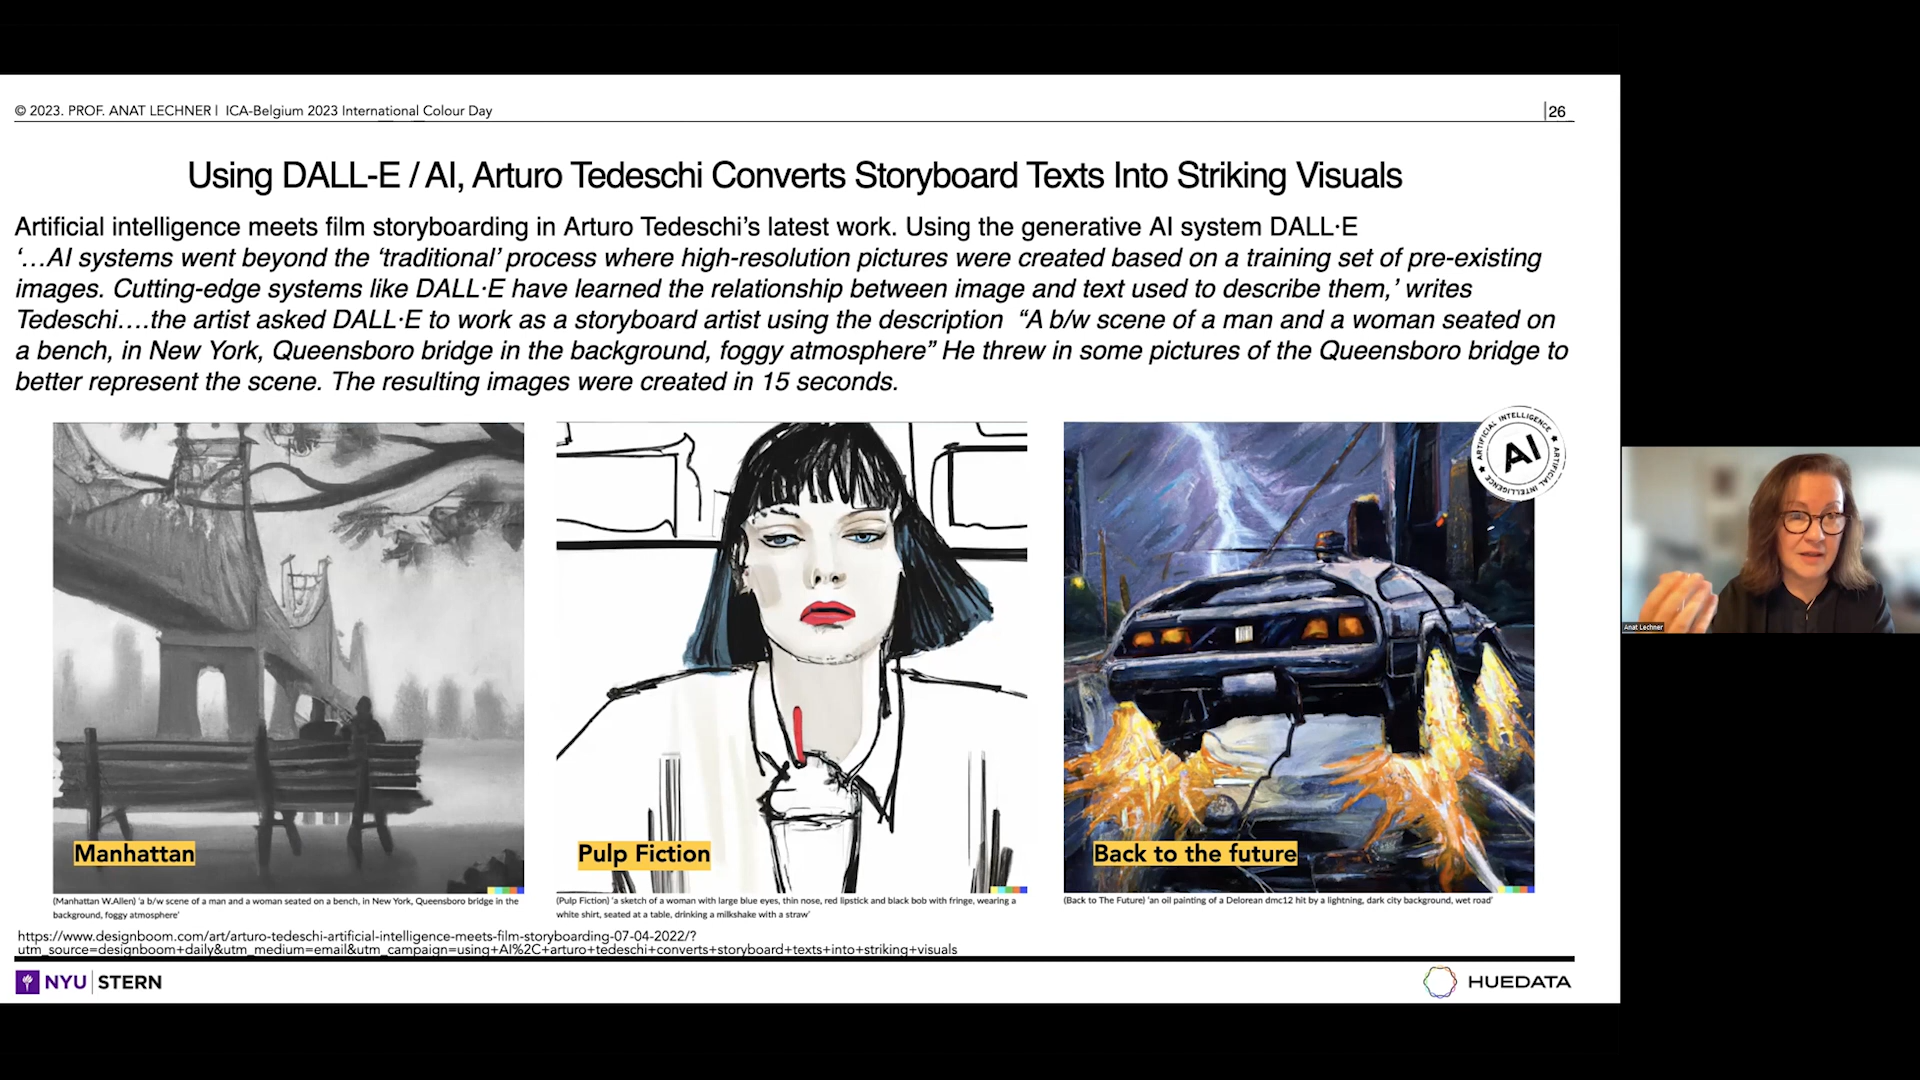 © 2023. PROF. ANAT LECHNER | ICA-Belgium 2023 International Colour Day
|26
Using DALL-E / AI, Arturo Tedeschi Converts Storyboard Texts Into Striking Visuals
Artificial intelligence meets film storyboarding in Arturo Tedeschi’s latest work. Using the generative AI system DALL·E
‘…AI systems went beyond the ‘traditional’ process where high-resolution pictures were created based on a training set of pre-existing
images. Cutting-edge systems like DALL·E have learned the relationship between image and text used to describe them,’ writes
Tedeschi….the artist asked DALL·E to work as a storyboard artist using the description “A b/w scene of a man and a woman seated on
a bench, in New York, Queensboro bridge in the background, foggy atmosphere” He threw in some pictures of the Queensboro bridge to
better represent the scene. The resulting images were created in 15 seconds.
ARTIFICIAL INTELLIGENCE ★ ARTIFICIAL INTELLIGENCE ★
AI
Anat Lechner
Manhattan
Pulp Fiction
Back to the future
(Manhattan W.Allen) ‘a b/w scene of a man and a woman seated on a bench, in New York, Queensboro bridge in the
background, foggy atmosphere’
(Pulp Fiction) ‘a sketch of a woman with large blue eyes, thin nose, red lipstick and black bob with fringe, wearing a
white shirt, seated at a table, drinking a milkshake with a straw’
(Back to The Future) ‘an oil painting of a Delorean dmc12 hit by a lightning, dark city background, wet road’
https://www.designboom.com/art/arturo-tedeschi-artificial-intelligence-meets-film-storyboarding-07-04-2022/?
utm_source=designboom+daily&utm_medium=email&utm_campaign=using+AI%2C+arturo+tedeschi+converts+storyboard+texts+into+striking+visuals
NYU | STERN
HUEDATA